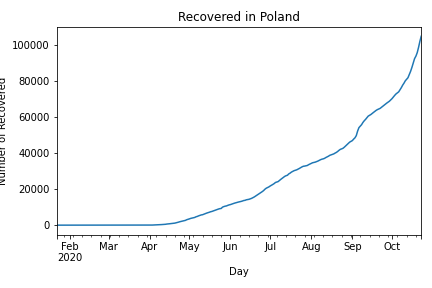 Recovered in Poland
Number of Recovered
100000
80000
60000
40000
20000
0
Feb Mar Apr May Jun Jul Aug Sep Oct
2020
Day